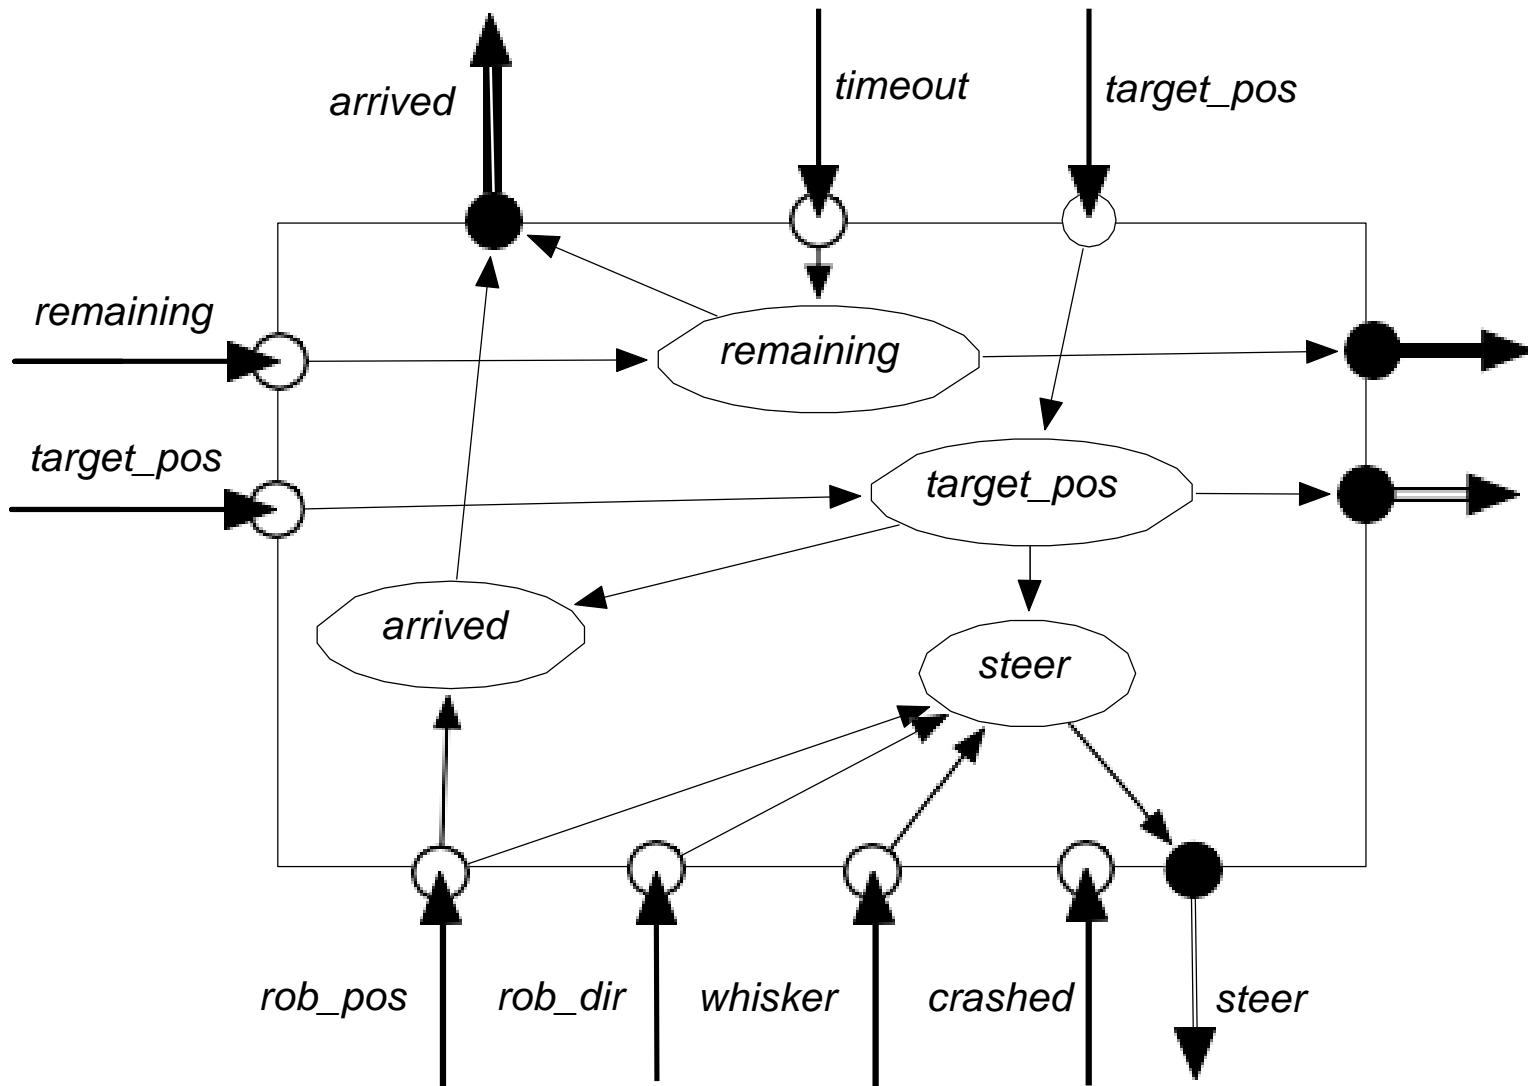 arrived
timeout
target_pos
remaining
remaining
target_pos
target_pos
arrived
steer
rob_pos
rob_dir
whisker
crashed
steer